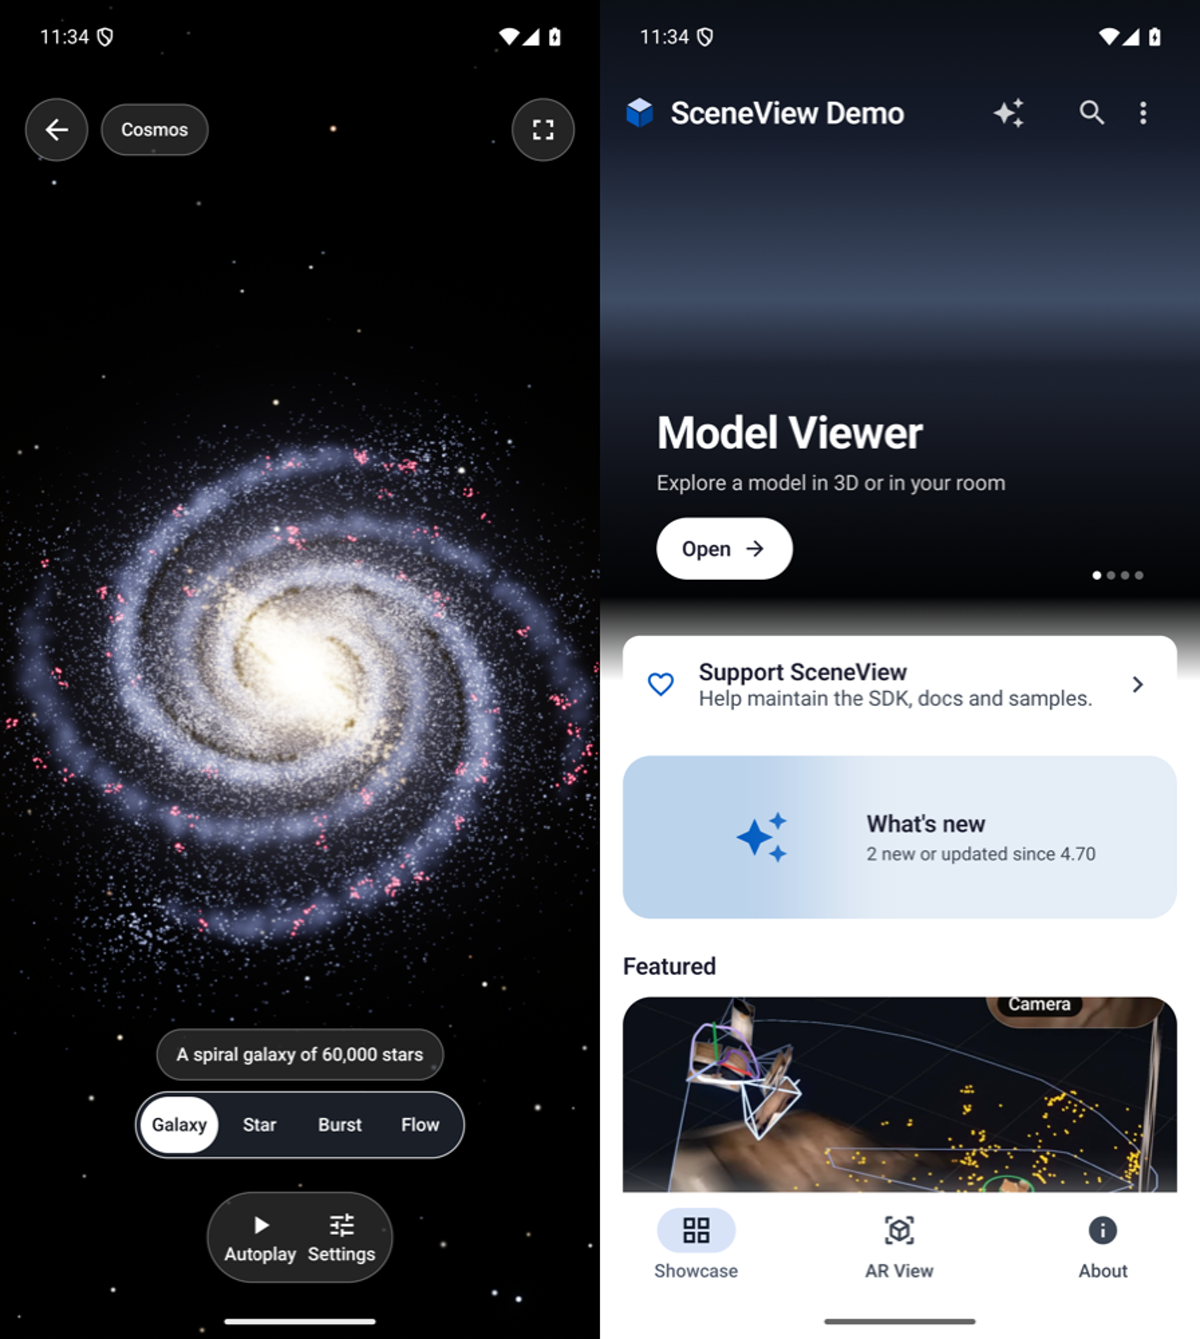 11:34
Cosmos
A spiral galaxy of 60,000 stars
Galaxy
Star
Burst
Flow
Autoplay
Settings
11:34
SceneView Demo
Model Viewer
Explore a model in 3D or in your room
Open
Support SceneView
Help maintain the SDK, docs and samples.
What's new
2 new or updated since 4.70
Featured
Camera
Showcase
AR View
About